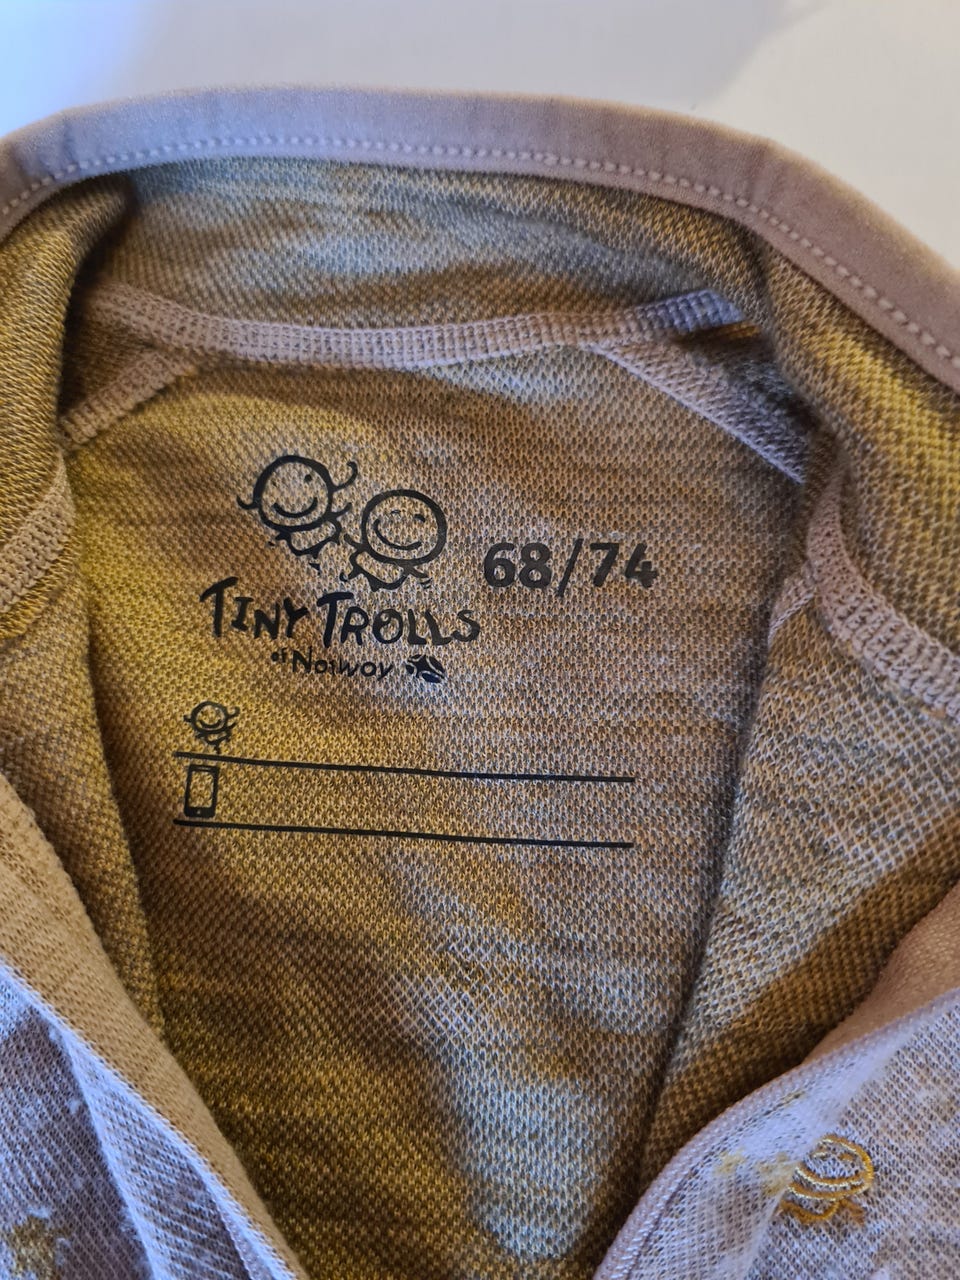 68/74
TINY TROLLS
of Norway